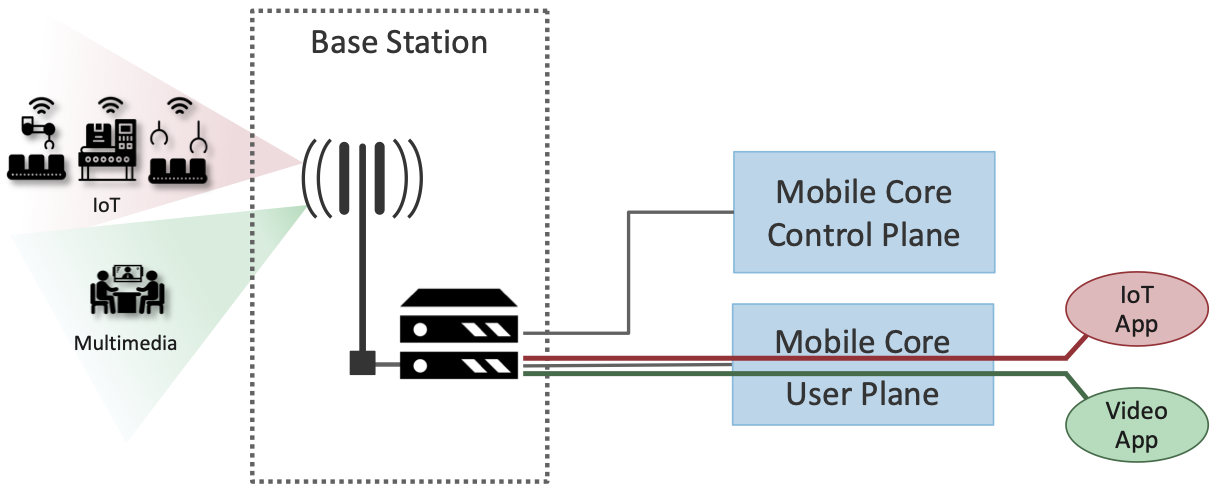 Base Station
IoT
Multimedia
Mobile Core
Control Plane
Mobile Core
User Plane
IoT
App
Video
App